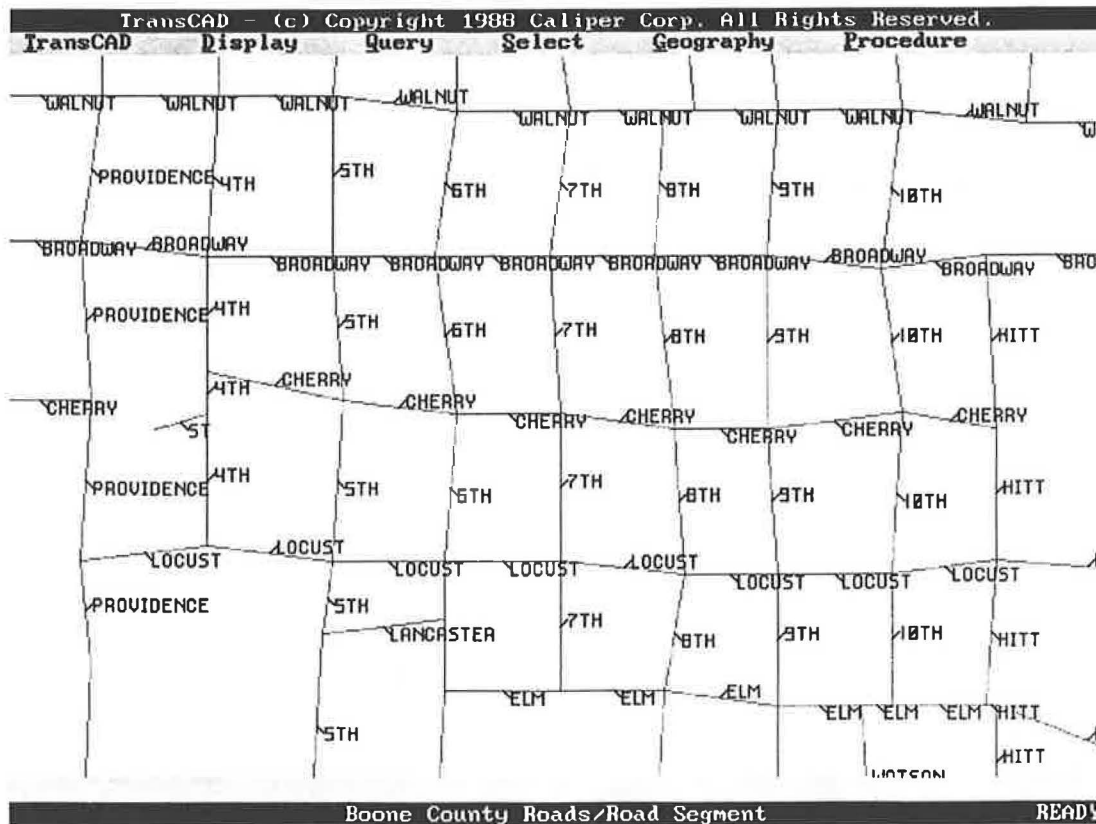 TransCAD - (c) Copyright 1988 Caliper Corp. All Rights Reserved.
TransCAD Display Query Select Geography Procedure
WALNUT WALNUT WALNUT WALNUT WALNUT WALNUT WALNUT WALNUT WALNUT
PROVIDENCE 4TH 5TH 6TH 7TH 8TH 9TH 10TH
BROADWAY BROADWAY BROADWAY BROADWAY BROADWAY BROADWAY BROADWAY BROADWAY BROADWAY BRO
PROVIDENCE 4TH 5TH 6TH 7TH 8TH 9TH 10TH HITT
4TH CHERRY CHERRY CHERRY CHERRY CHERRY CHERRY CHERRY
CHERRY
ST
PROVIDENCE 4TH 5TH 6TH 7TH 8TH 9TH 10TH HITT
LOCUST LOCUST LOCUST LOCUST LOCUST LOCUST LOCUST LOCUST
PROVIDENCE 5TH 7TH 8TH 9TH 10TH HITT
LANCASTER
ELM ELM ELM ELM ELM ELM HITT
5TH HITT
WATSON
Boone County Roads/Road Segment READY